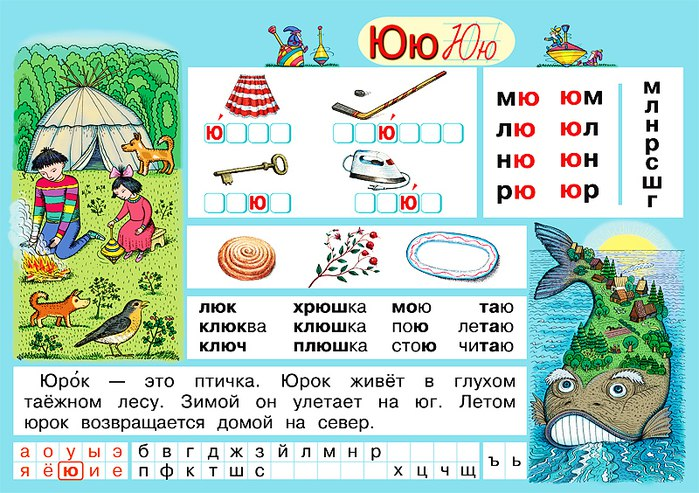 Юю Юю
ю́
ю́
ю
ю́
мю юм
лю юл
ню юн
рю юр
м
л
н
р
с
ш
г
люк хрюшка мою таю
клюква клюшка пою летаю
ключ плюшка стою читаю
Юро́к — это птичка. Юрок живёт в глухом
таёжном лесу. Зимой он улетает на юг. Летом
юрок возвращается домой на север.
а о у ы э б в г д ж з й л м н р
я ё ю и е п ф к т ш с х ц ч щ ъ ь